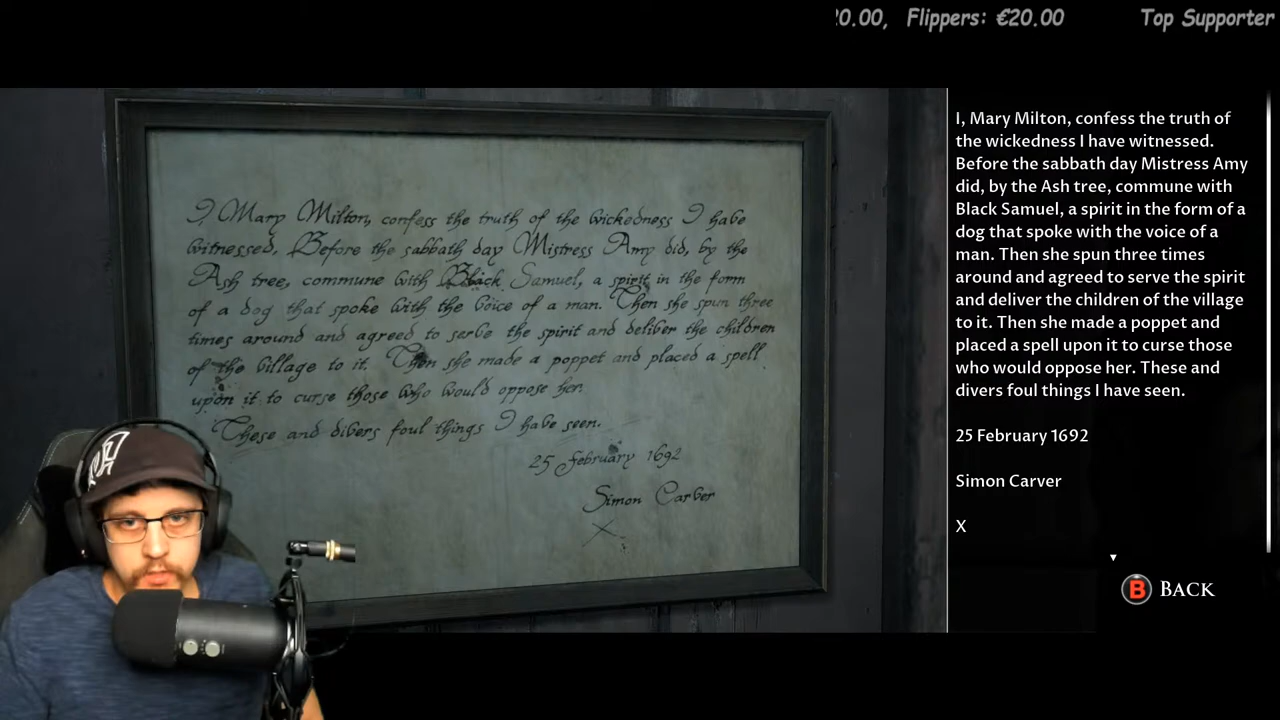 0.00, Flippers: €20.00 Top Supporter
I, Mary Milton, confess the truth of the wickedness I have
witnessed. Before the sabbath day Mistress Amy did, by the
Ash tree, commune with Black Samuel, a spirit in the form
of a dog that spoke with the voice of a man. Then she spun three
times around and agreed to serve the spirit and deliver the children
of the village to it. Then she made a poppet and placed a spell
upon it to curse those who would oppose her.
These and divers foul things I have seen.
25 February 1692
Simon Carver
X
I, Mary Milton, confess the truth of
the wickedness I have witnessed.
Before the sabbath day Mistress Amy
did, by the Ash tree, commune with
Black Samuel, a spirit in the form of a
dog that spoke with the voice of a
man. Then she spun three times
around and agreed to serve the spirit
and deliver the children of the village
to it. Then she made a poppet and
placed a spell upon it to curse those
who would oppose her. These and
divers foul things I have seen.
25 February 1692
Simon Carver
X
B BACK